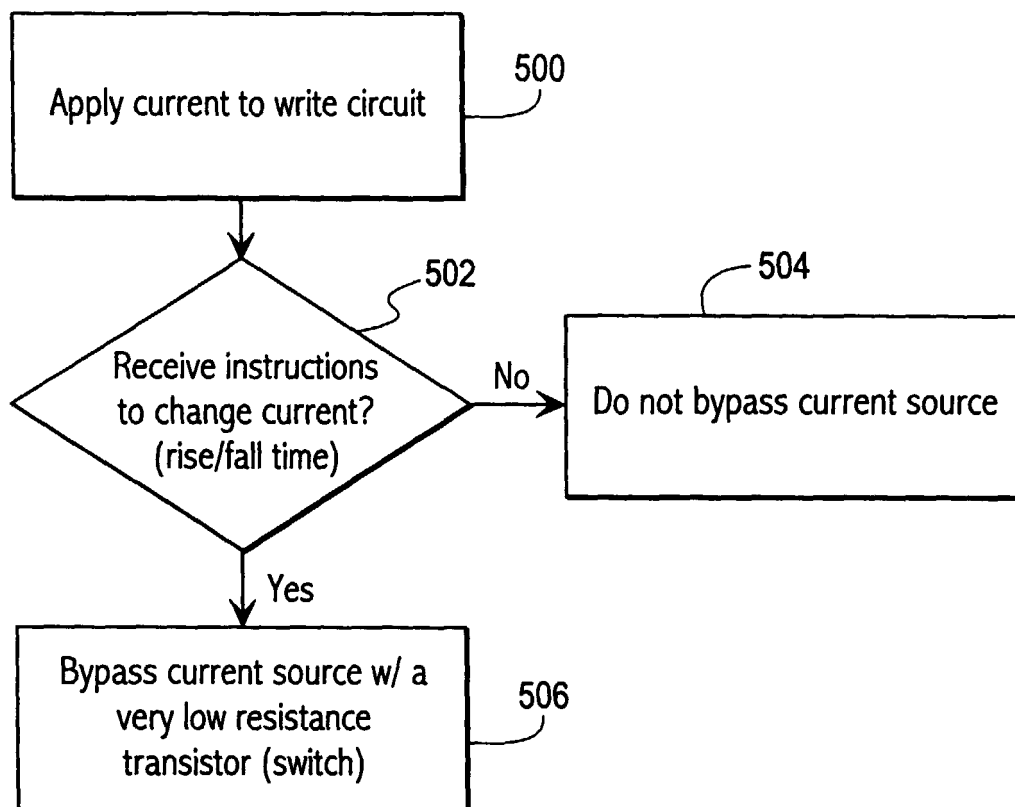 Apply current to write circuit
500
502
Receive instructions
to change current?
(rise/fall time)
No
504
Do not bypass current source
Yes
Bypass current source w/ a
very low resistance
transistor (switch)
506